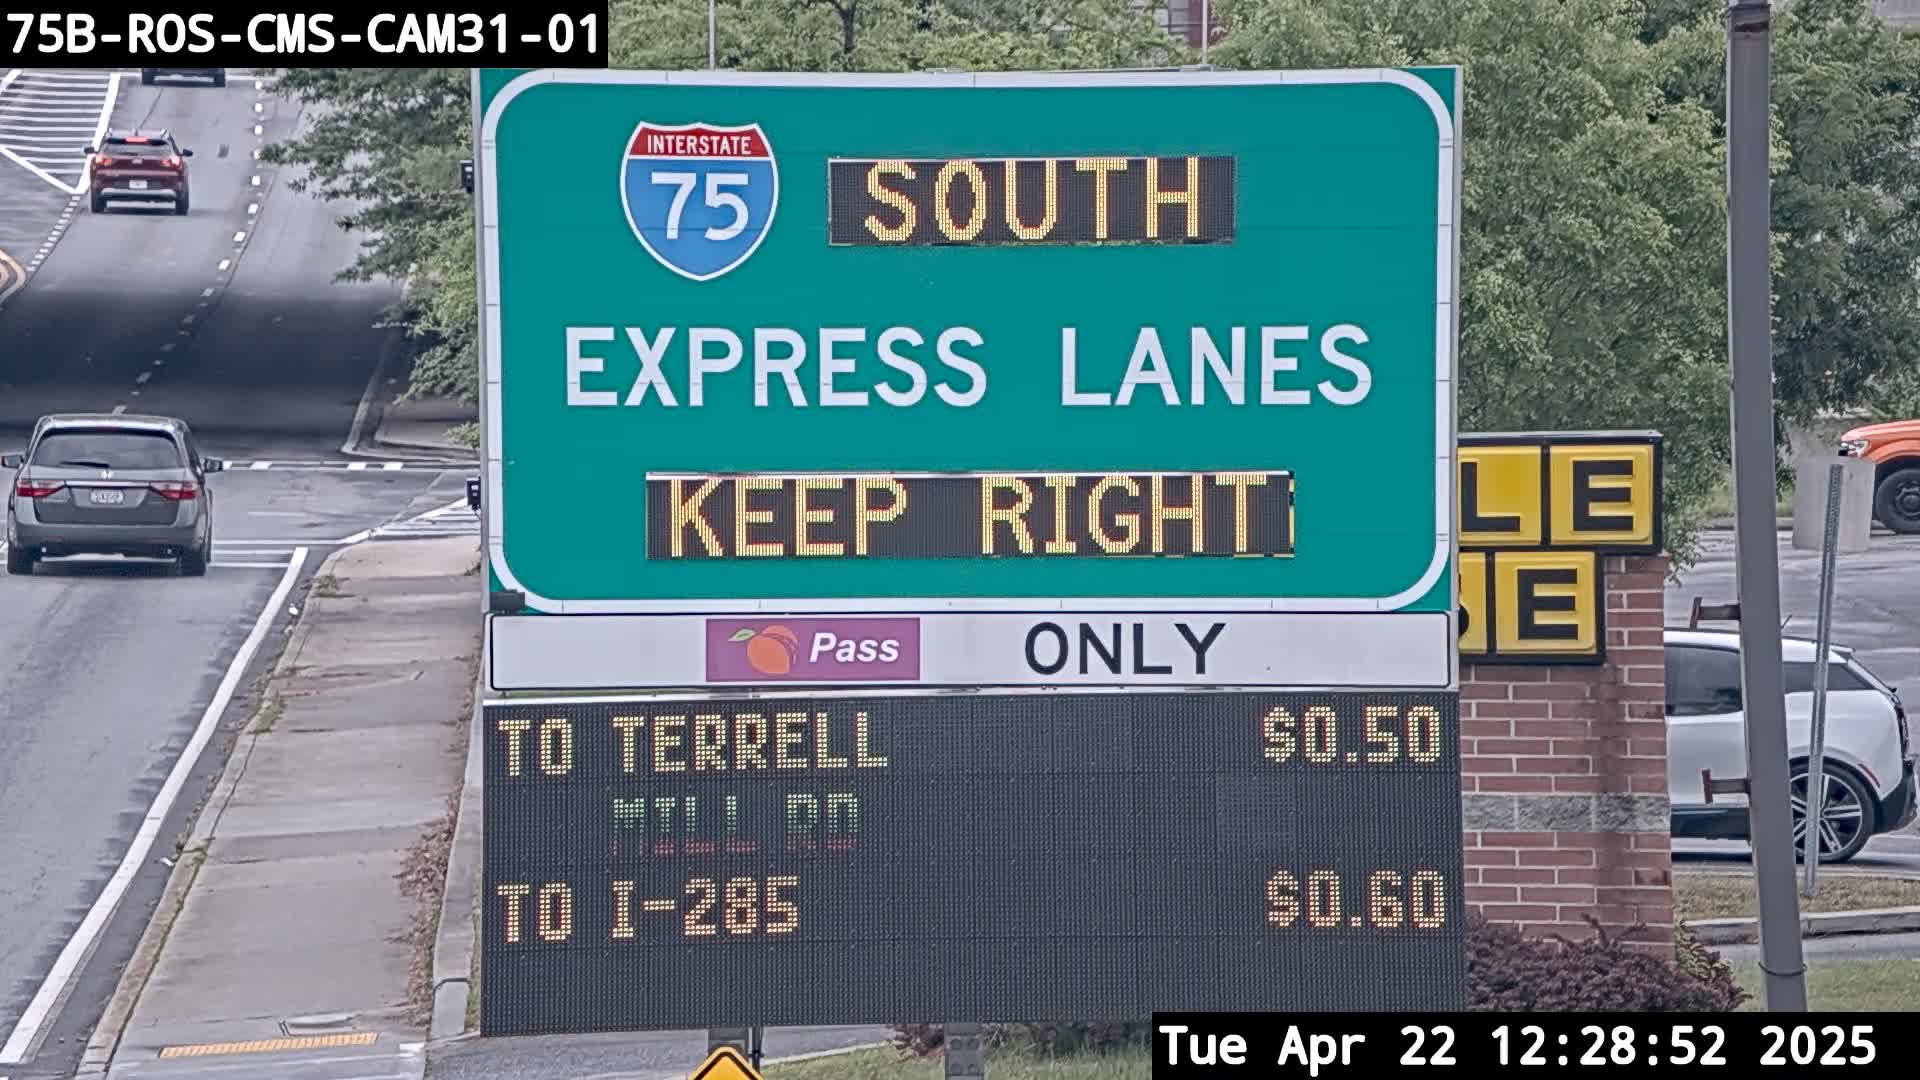 75B-ROS-CMS-CAM31-01
INTERSTATE
75
SOUTH
EXPRESS LANES
KEEP RIGHT
Pass ONLY
TO TERRELL $0.50
MILL RD
TO I-285 $0.60
LE
E
Tue Apr 22 12:28:52 2025